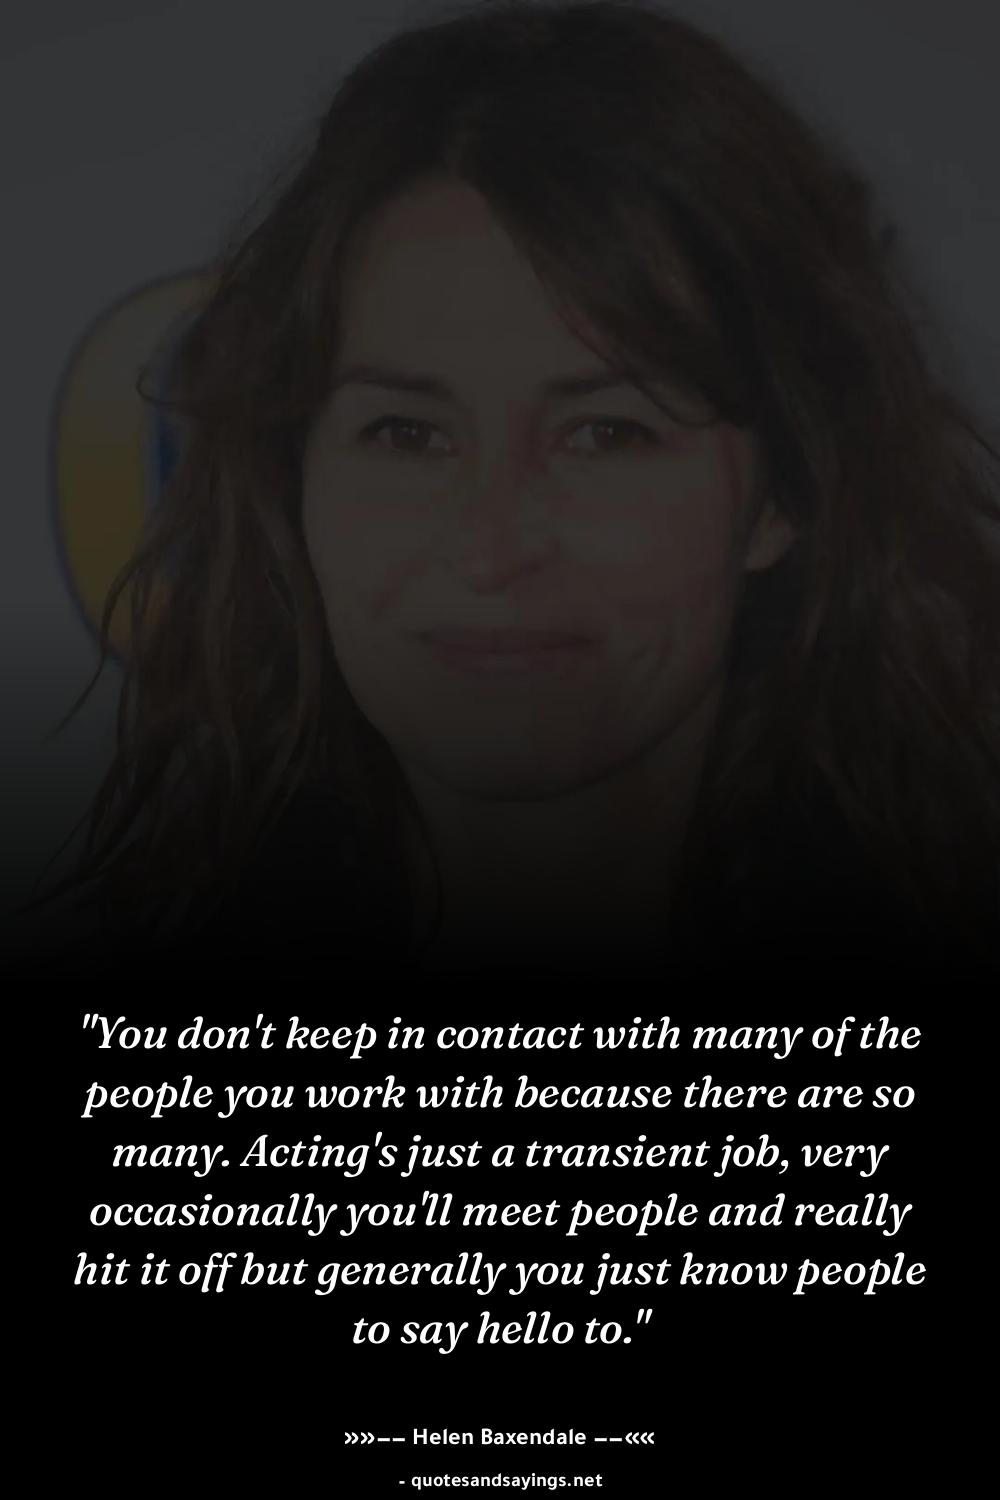 "You don't keep in contact with many of the
people you work with because there are so
many. Acting's just a transient job, very
occasionally you'll meet people and really
hit it off but generally you just know people
to say hello to."
»»−− Helen Baxendale −−««
- quotesandsayings.net